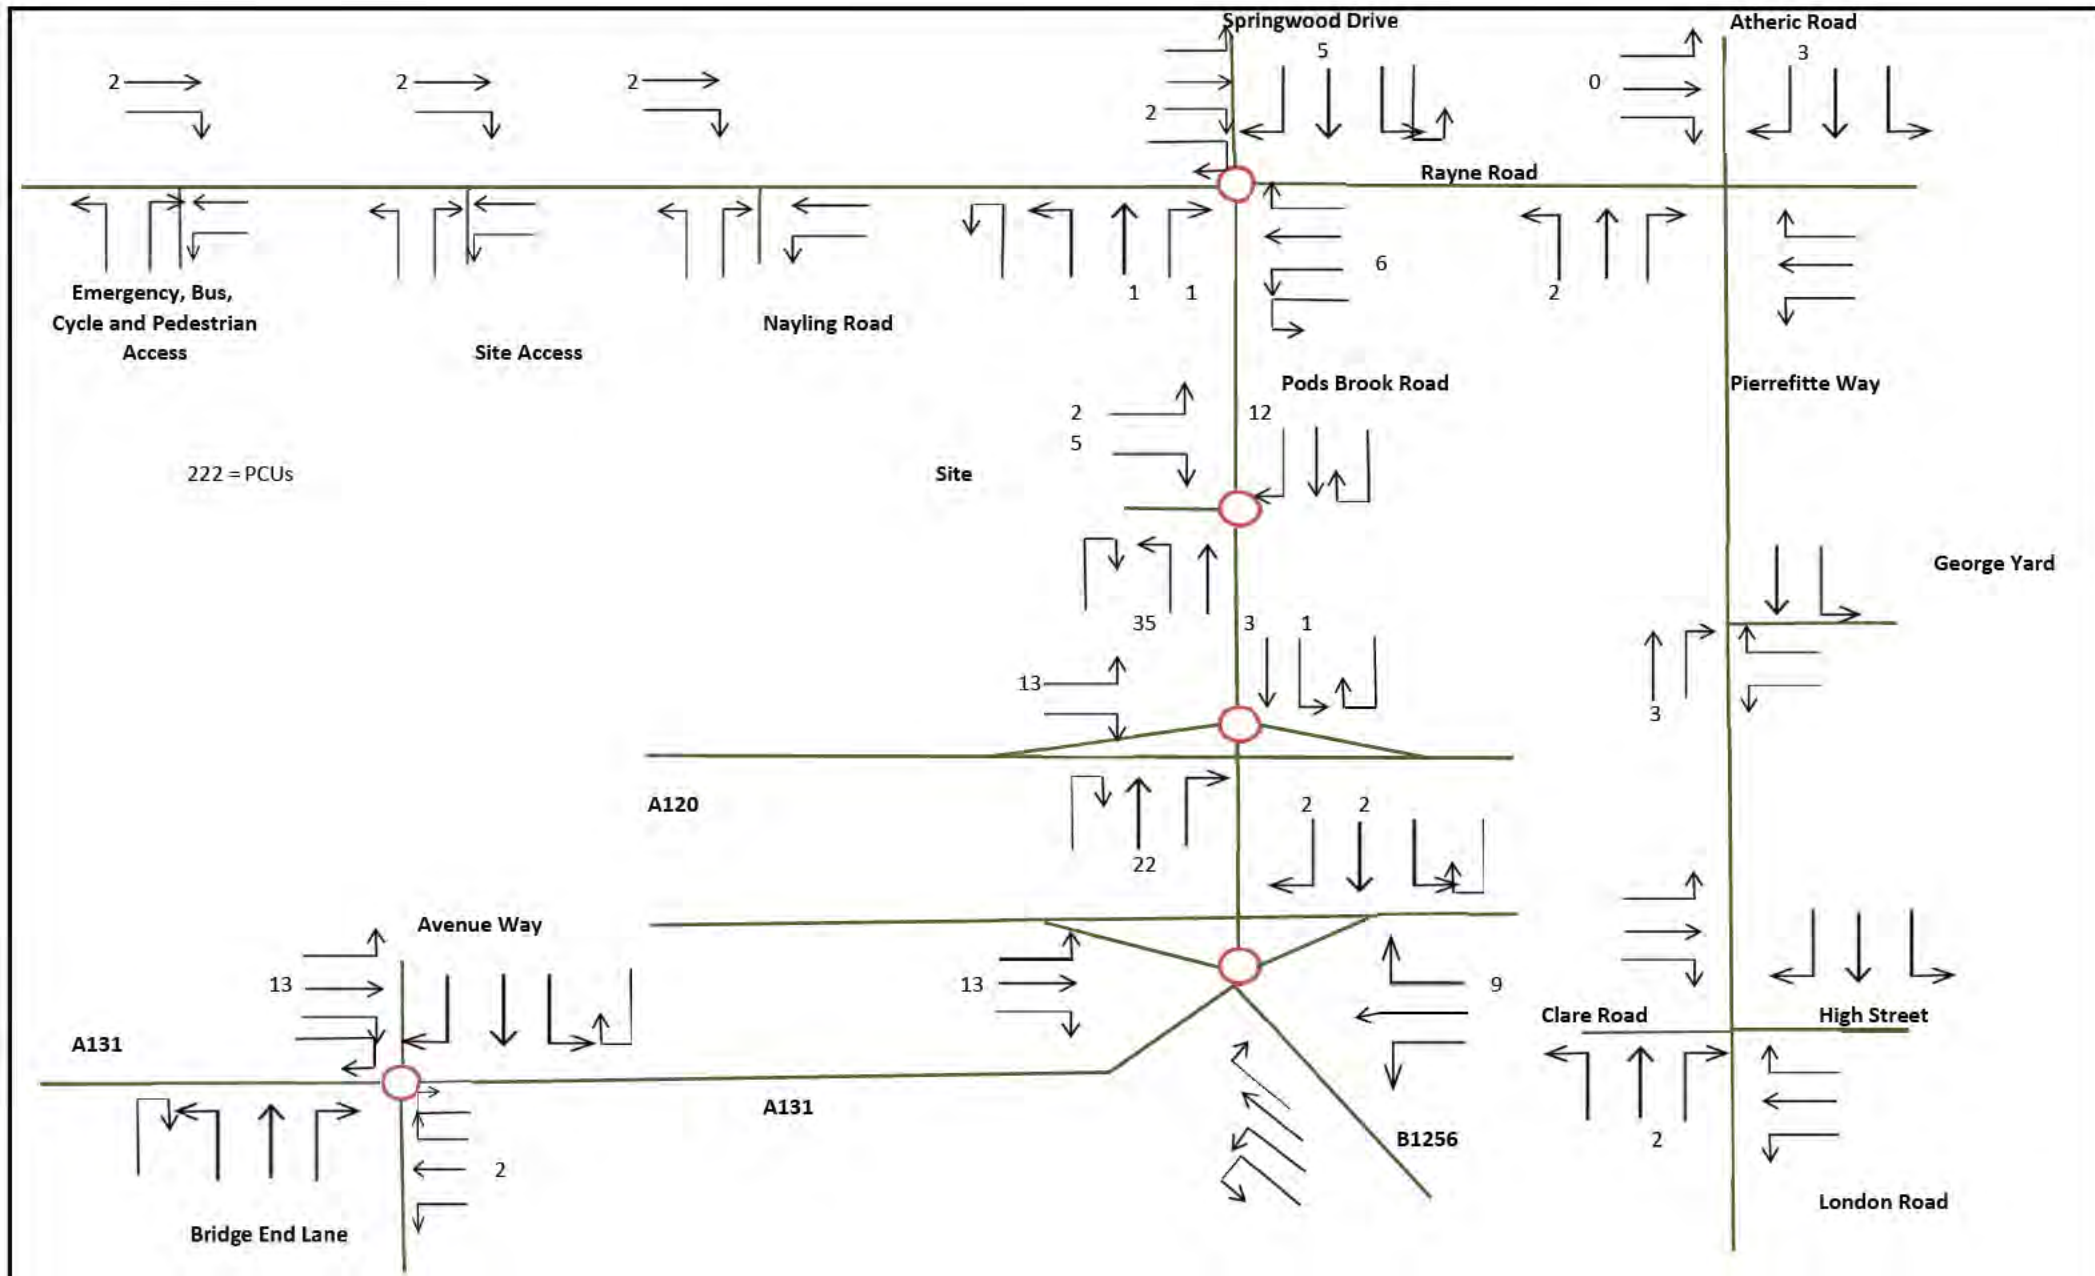 Springwood Drive
Atheric Road
5
3
2
2
2
0
2
Rayne Road
6
1
1
2
Emergency, Bus,
Cycle and Pedestrian
Access
Site Access
Nayling Road
Pods Brook Road
Pierrefitte Way
2
12
5
222 = PCUs
Site
George Yard
35
3
1
13
3
A120
2
2
22
Avenue Way
13
13
9
A131
Clare Road
High Street
A131
B1256
2
2
London Road
Bridge End Lane